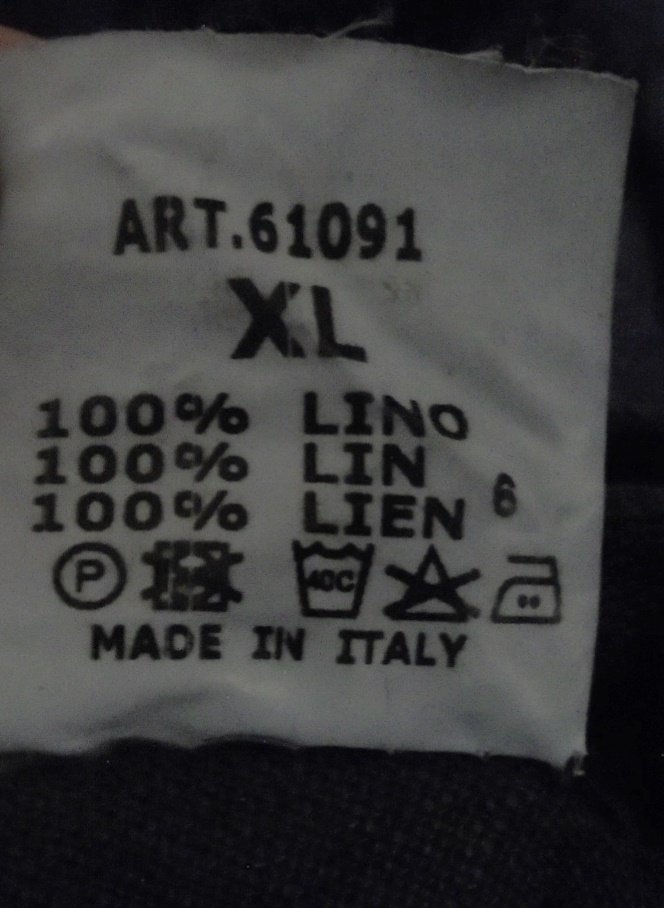 ART.61091
XL
100% LINO
100% LIN
100% LIEN 6
P 40C
MADE IN ITALY